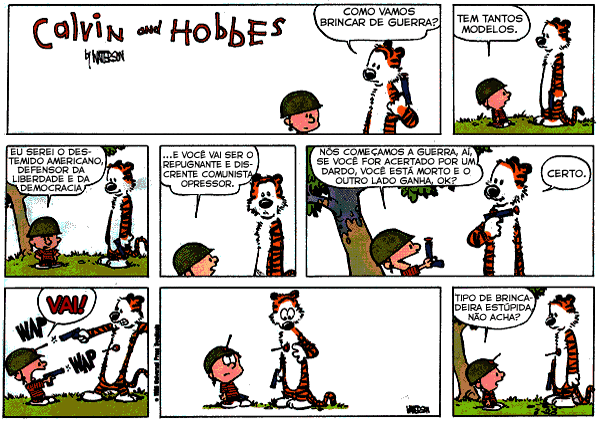 Calvin and Hobbes
by WATTERSON
COMO VAMOS
BRINCAR DE GUERRA?
TEM TANTOS
MODELOS.
EU SEREI O DES-
TEMIDO AMERICANO,
DEFENSOR DA
LIBERDADE E DA
DEMOCRACIA
...E VOCÊ VAI SER O
REPUGNANTE E DIS-
CRENTE COMUNISTA
OPRESSOR.
NÓS COMEÇAMOS A GUERRA, AÍ,
SE VOCÊ FOR ACERTADO POR UM
DARDO, VOCÊ ESTÁ MORTO E O
OUTRO LADO GANHA, OK?
CERTO.
VAI!
WAP
WAP
WATTERSON
TIPO DE BRINCA-
DEIRA ESTÚPIDA,
NÃO ACHA?